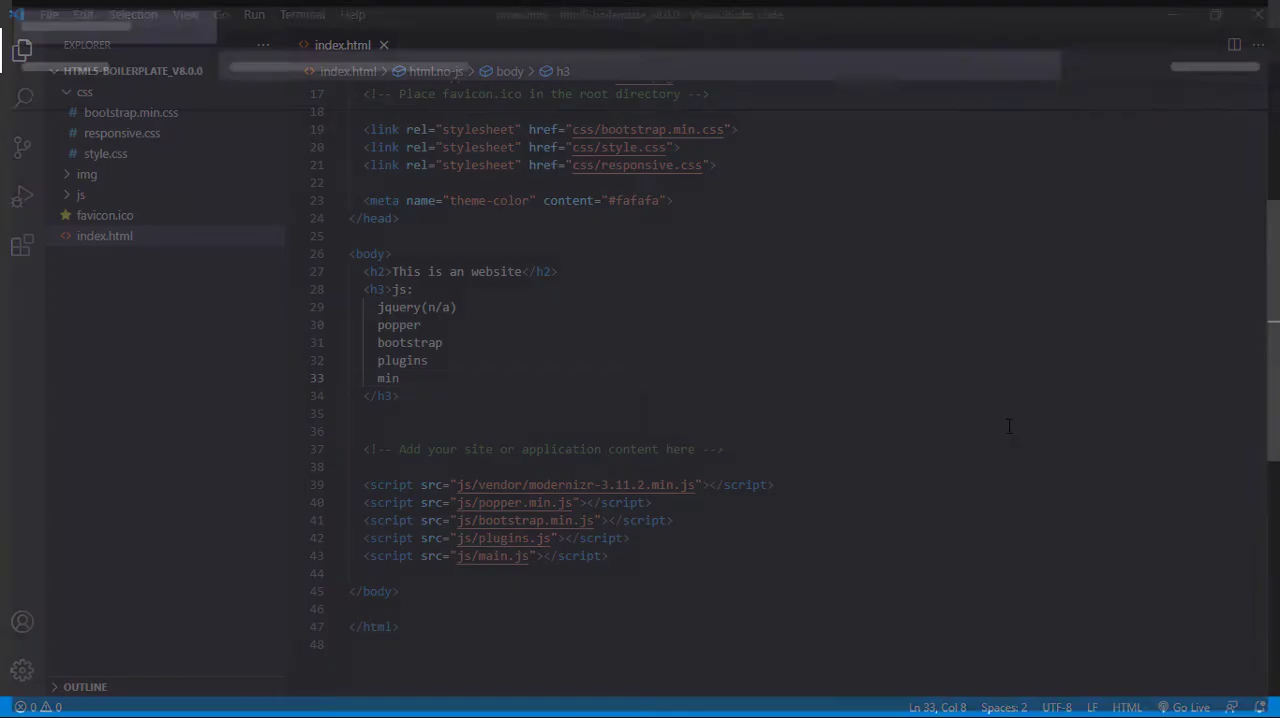 File Edit Selection View Go Run Terminal Help
EXPLORER
index.html
HTML5-BOILERPLATE_V8.0.0
index.html > html.no-js > body > h3
css
bootstrap.min.css
responsive.css
style.css
img
js
favicon.ico
index.html
17 <!-- Place favicon.ico in the root directory -->
18
19 <link rel="stylesheet" href="css/bootstrap.min.css">
20 <link rel="stylesheet" href="css/style.css">
21 <link rel="stylesheet" href="css/responsive.css">
22
23 <meta name="theme-color" content="#fafafa">
24 </head>
25
26 <body>
27 <h2>This is an website</h2>
28 <h3>js:
29 jquery(n/a)
30 popper
31 bootstrap
32 plugins
33 min
34 </h3>
35
36
37 <!-- Add your site or application content here -->
38
39 <script src="js/vendor/modernizr-3.11.2.min.js"></script>
40 <script src="js/popper.min.js"></script>
41 <script src="js/bootstrap.min.js"></script>
42 <script src="js/plugins.js"></script>
43 <script src="js/main.js"></script>
44
45 </body>
46
47 </html>
48
OUTLINE
0 0 Ln 33, Col 8 Spaces: 2 UTF-8 LF HTML Go Live